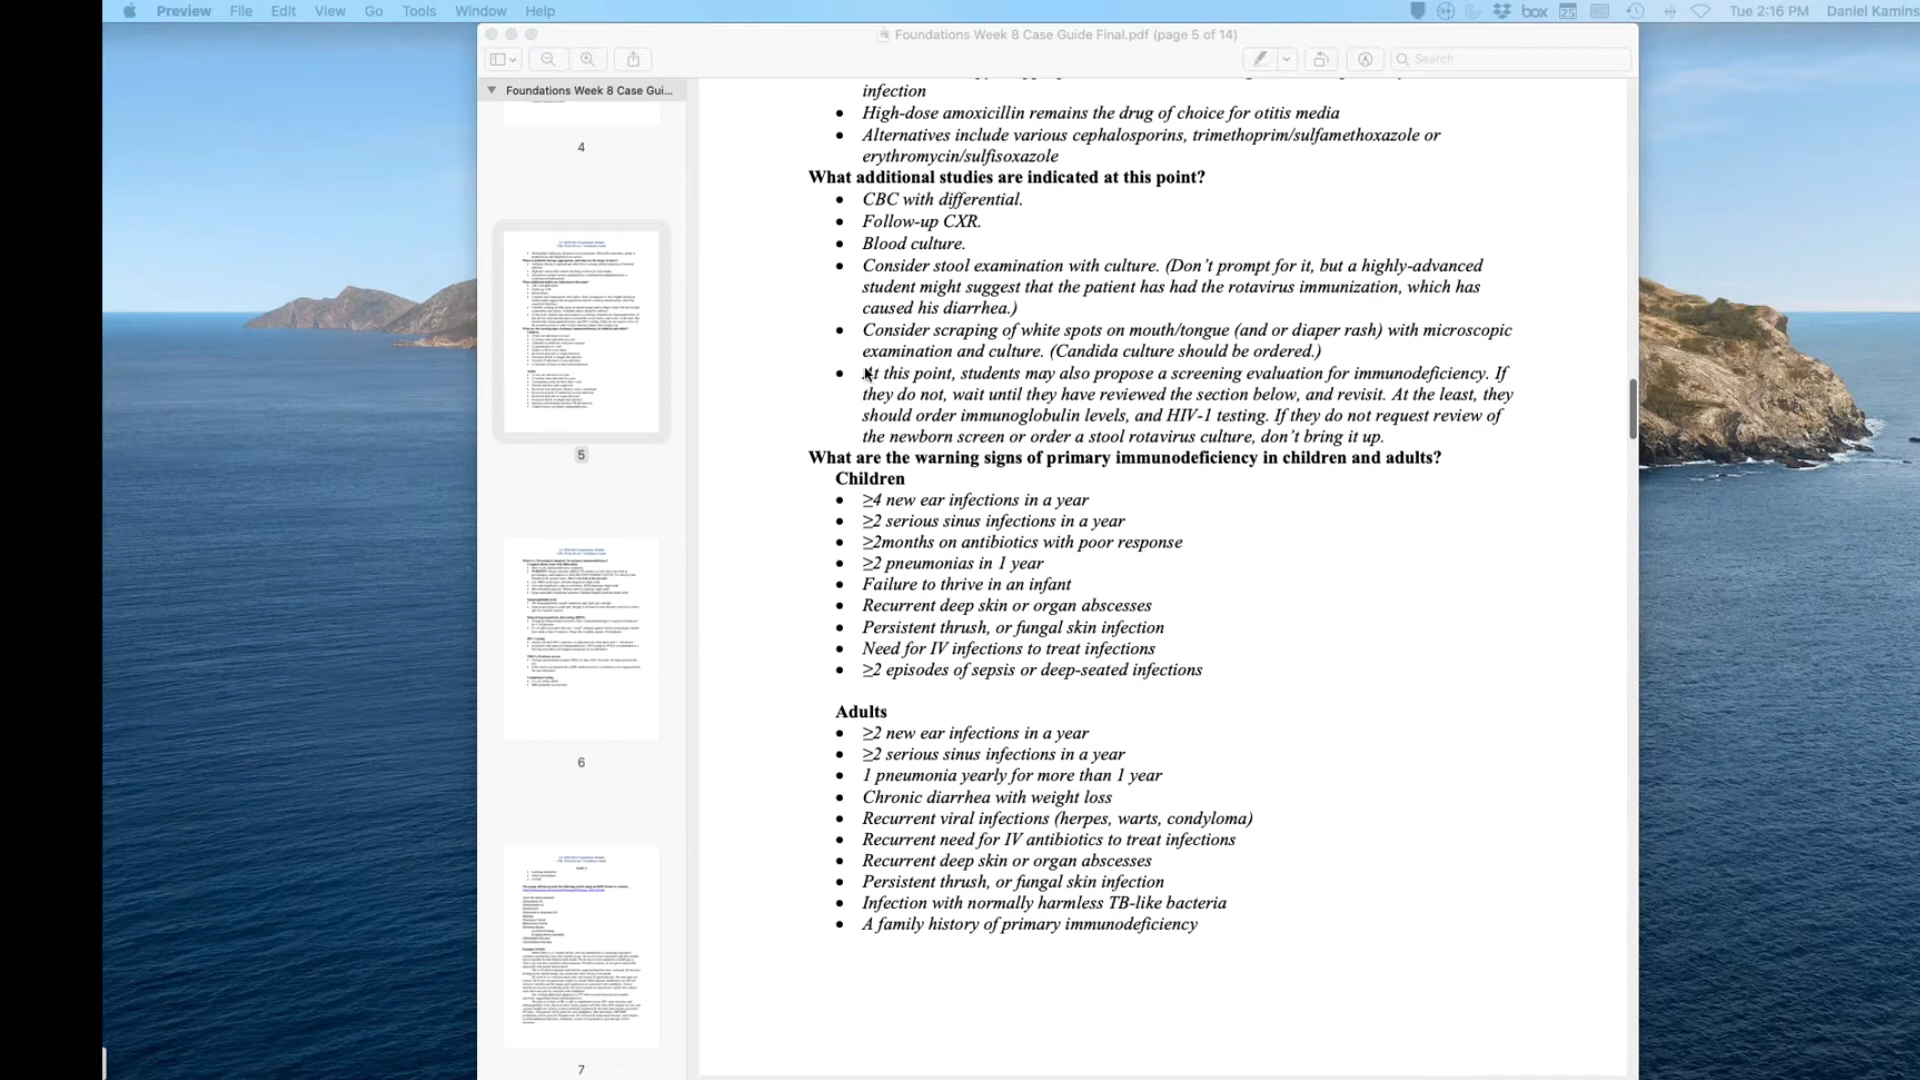 Preview File Edit View Go Tools Window Help box 25 Tue 2:16 PM Daniel Kamins
Foundations Week 8 Case Guide Final.pdf (page 5 of 14)
Search
Foundations Week 8 Case Gui...
4
5
6
7
infection
• High-dose amoxicillin remains the drug of choice for otitis media
• Alternatives include various cephalosporins, trimethoprim/sulfamethoxazole or
erythromycin/sulfisoxazole
What additional studies are indicated at this point?
• CBC with differential.
• Follow-up CXR.
• Blood culture.
• Consider stool examination with culture. (Don't prompt for it, but a highly-advanced
student might suggest that the patient has had the rotavirus immunization, which has
caused his diarrhea.)
• Consider scraping of white spots on mouth/tongue (and or diaper rash) with microscopic
examination and culture. (Candida culture should be ordered.)
• At this point, students may also propose a screening evaluation for immunodeficiency. If
they do not, wait until they have reviewed the section below, and revisit. At the least, they
should order immunoglobulin levels, and HIV-1 testing. If they do not request review of
the newborn screen or order a stool rotavirus culture, don't bring it up.
What are the warning signs of primary immunodeficiency in children and adults?
Children
• ≥4 new ear infections in a year
• ≥2 serious sinus infections in a year
• ≥2months on antibiotics with poor response
• ≥2 pneumonias in 1 year
• Failure to thrive in an infant
• Recurrent deep skin or organ abscesses
• Persistent thrush, or fungal skin infection
• Need for IV infections to treat infections
• ≥2 episodes of sepsis or deep-seated infections
Adults
• ≥2 new ear infections in a year
• ≥2 serious sinus infections in a year
• 1 pneumonia yearly for more than 1 year
• Chronic diarrhea with weight loss
• Recurrent viral infections (herpes, warts, condyloma)
• Recurrent need for IV antibiotics to treat infections
• Recurrent deep skin or organ abscesses
• Persistent thrush, or fungal skin infection
• Infection with normally harmless TB-like bacteria
• A family history of primary immunodeficiency